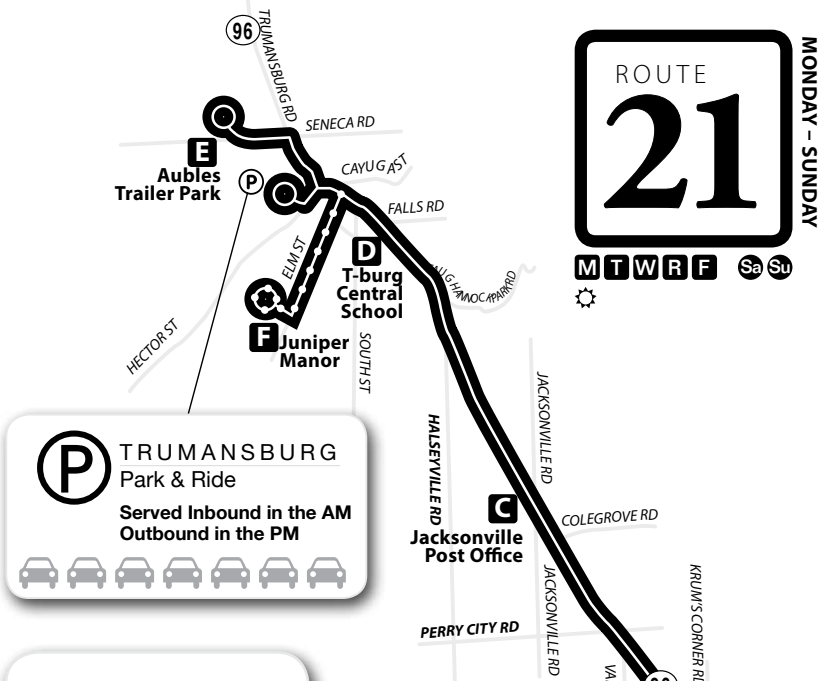 96
TRUMANSBURG RD
ROUTE
21
MONDAY – SUNDAY
M T W R F Sa Su
SENECA RD
E
Aubles
Trailer Park
P
CAYUGA ST
FALLS RD
ELM ST
D
T-burg
Central
School
F
Juniper
Manor
HECTOR ST
SOUTH ST
TRUMANSBURG
P
Park & Ride
Served Inbound in the AM
Outbound in the PM
HALSEYVILLE RD
JACKSONVILLE RD
C
Jacksonville
Post Office
COLEGROVE RD
JACKSONVILLE RD
KRUM'S CORNER RD
PERRY CITY RD